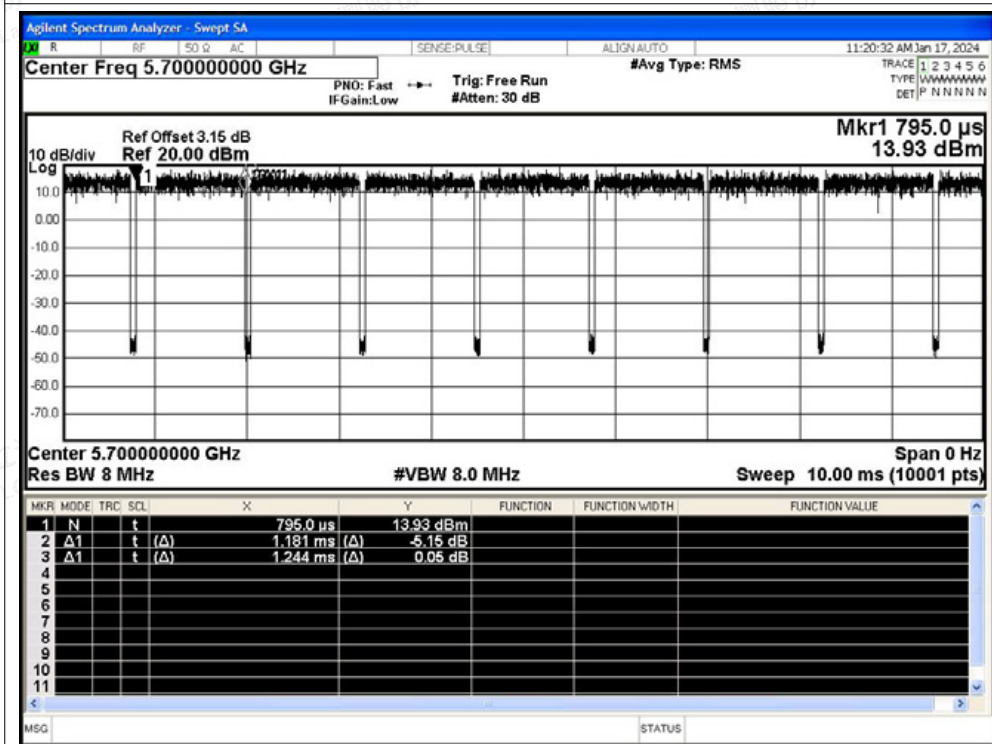 Agilent Spectrum Analyzer - Swept SA
R RF 50 Ω AC SENSE:PULSE ALIGN AUTO 11:20:32 AM Jan 17, 2024
Center Freq 5.700000000 GHz #Avg Type: RMS TRACE 1 2 3 4 5 6
PNO: Fast Trig: Free Run TYPE WWWWWW
IFGain:Low #Atten: 30 dB DET P N N N N N
Mkr1 795.0 µs
Ref Offset 3.15 dB
10 dB/div Ref 20.00 dBm 13.93 dBm
Log
1
10.0
0.00
-10.0
-20.0
-30.0
-40.0
-50.0
-60.0
-70.0
Center 5.700000000 GHz Span 0 Hz
Res BW 8 MHz #VBW 8.0 MHz Sweep 10.00 ms (10001 pts)
MKR MODE TRC SCL X Y FUNCTION FUNCTION WIDTH FUNCTION VALUE
1 N t 795.0 µs 13.93 dBm
2 Δ1 t (Δ) 1.181 ms (Δ) -5.15 dB
3 Δ1 t (Δ) 1.244 ms (Δ) 0.05 dB
4
5
6
7
8
9
10
11
MSG STATUS